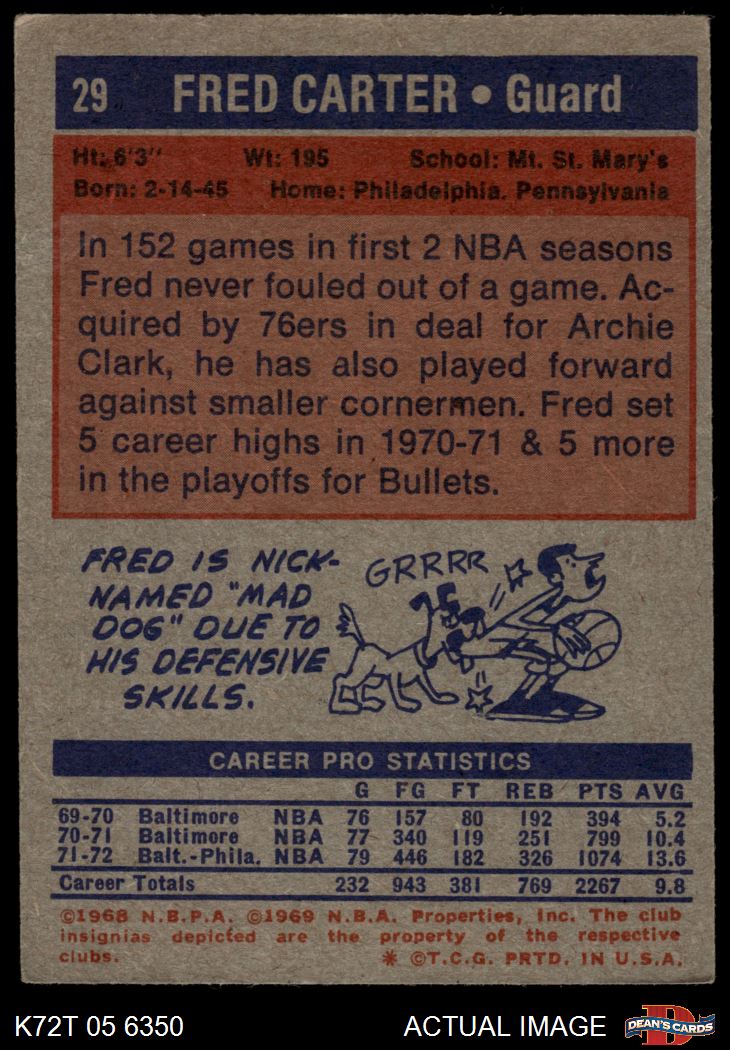 29 FRED CARTER • Guard
Ht: 6'3" Wt: 195 School: Mt. St. Mary's
Born: 2-14-45 Home: Philadelphia. Pennsylvania
In 152 games in first 2 NBA seasons
Fred never fouled out of a game. Ac-
quired by 76ers in deal for Archie
Clark, he has also played forward
against smaller cornermen. Fred set
5 career highs in 1970-71 & 5 more
in the playoffs for Bullets.
FRED IS NICK-
NAMED "MAD
DOG" DUE TO
HIS DEFENSIVE
SKILLS.
GRRRR
CAREER PRO STATISTICS
G FG FT REB PTS AVG
69-70 Baltimore NBA 76 157 80 192 394 5.2
70-71 Baltimore NBA 77 340 119 251 799 10.4
71-72 Balt.-Phila. NBA 79 446 182 326 1074 13.6
Career Totals 232 943 381 769 2267 9.8
©1968 N.B.P.A. ©1969 N.B.A. Properties, Inc. The club
insignias depicted are the property of the respective
clubs. * ©T.C.G. PRTD. IN U.S.A.
K72T 05 6350 ACTUAL IMAGE D DEAN'S CARDS